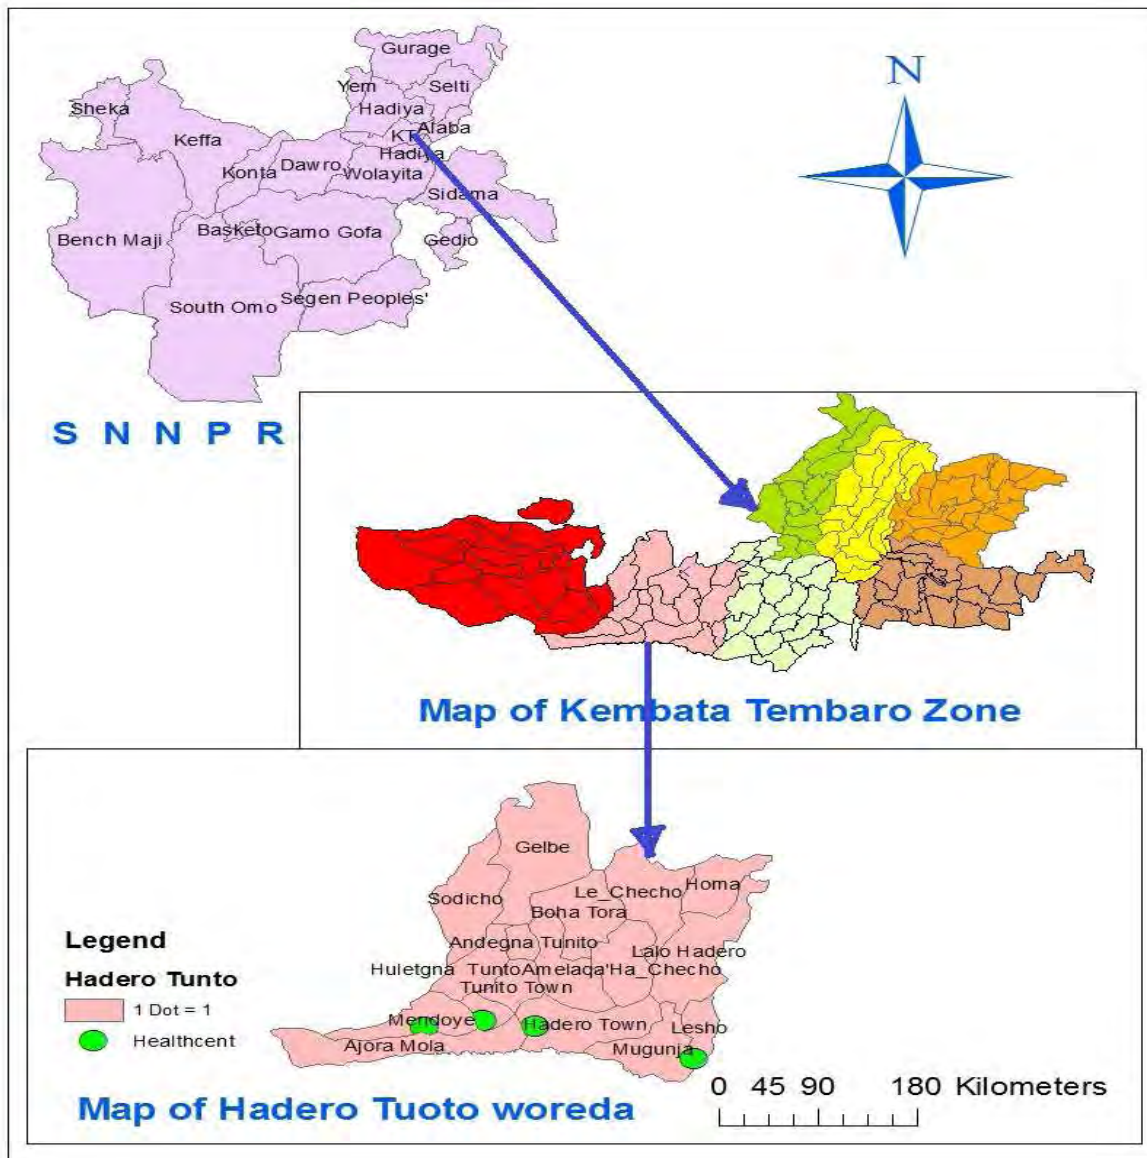 Gurage
N
Yem
Selti
Sheka
Hadiya
Alaba
Keffa
KT
Hadiya
Dawro
Konta
Wolayita
Sidama
Basketo
Gamo Gofa
Bench Maji
Gedio
Segen Peoples'
South Omo
S N N P R
Map of Kembata Tembaro Zone
Gelbe
Le_Checho
Homa
Sodicho
Boha Tora
Legend
Andegna Tunito
Lalo Hadero
Hadero Tunto
Huletgna Tunto
Amelaqa'Ha_Checho
Tunito Town
1 Dot = 1
Mendoye
Hadero Town
Lesho
Healthcent
Ajora Mola
Mugunja
0 45 90 180 Kilometers
Map of Hadero Tuoto woreda